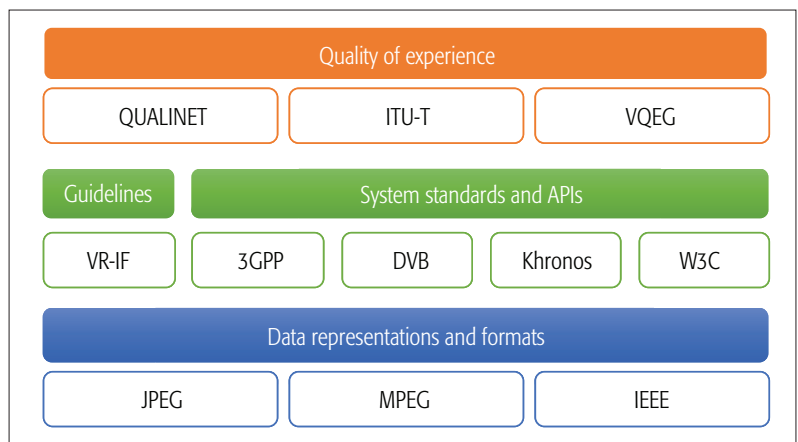 Quality of experience
QUALINET ITU-T VQEG
Guidelines System standards and APIs
VR-IF 3GPP DVB Khronos W3C
Data representations and formats
JPEG MPEG IEEE